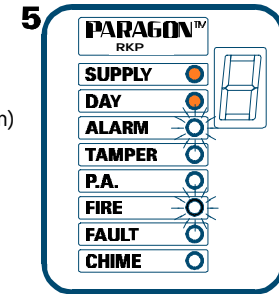 5
PARAGON™
RKP
SUPPLY
DAY
ALARM
m)
TAMPER
P.A.
FIRE
FAULT
CHIME